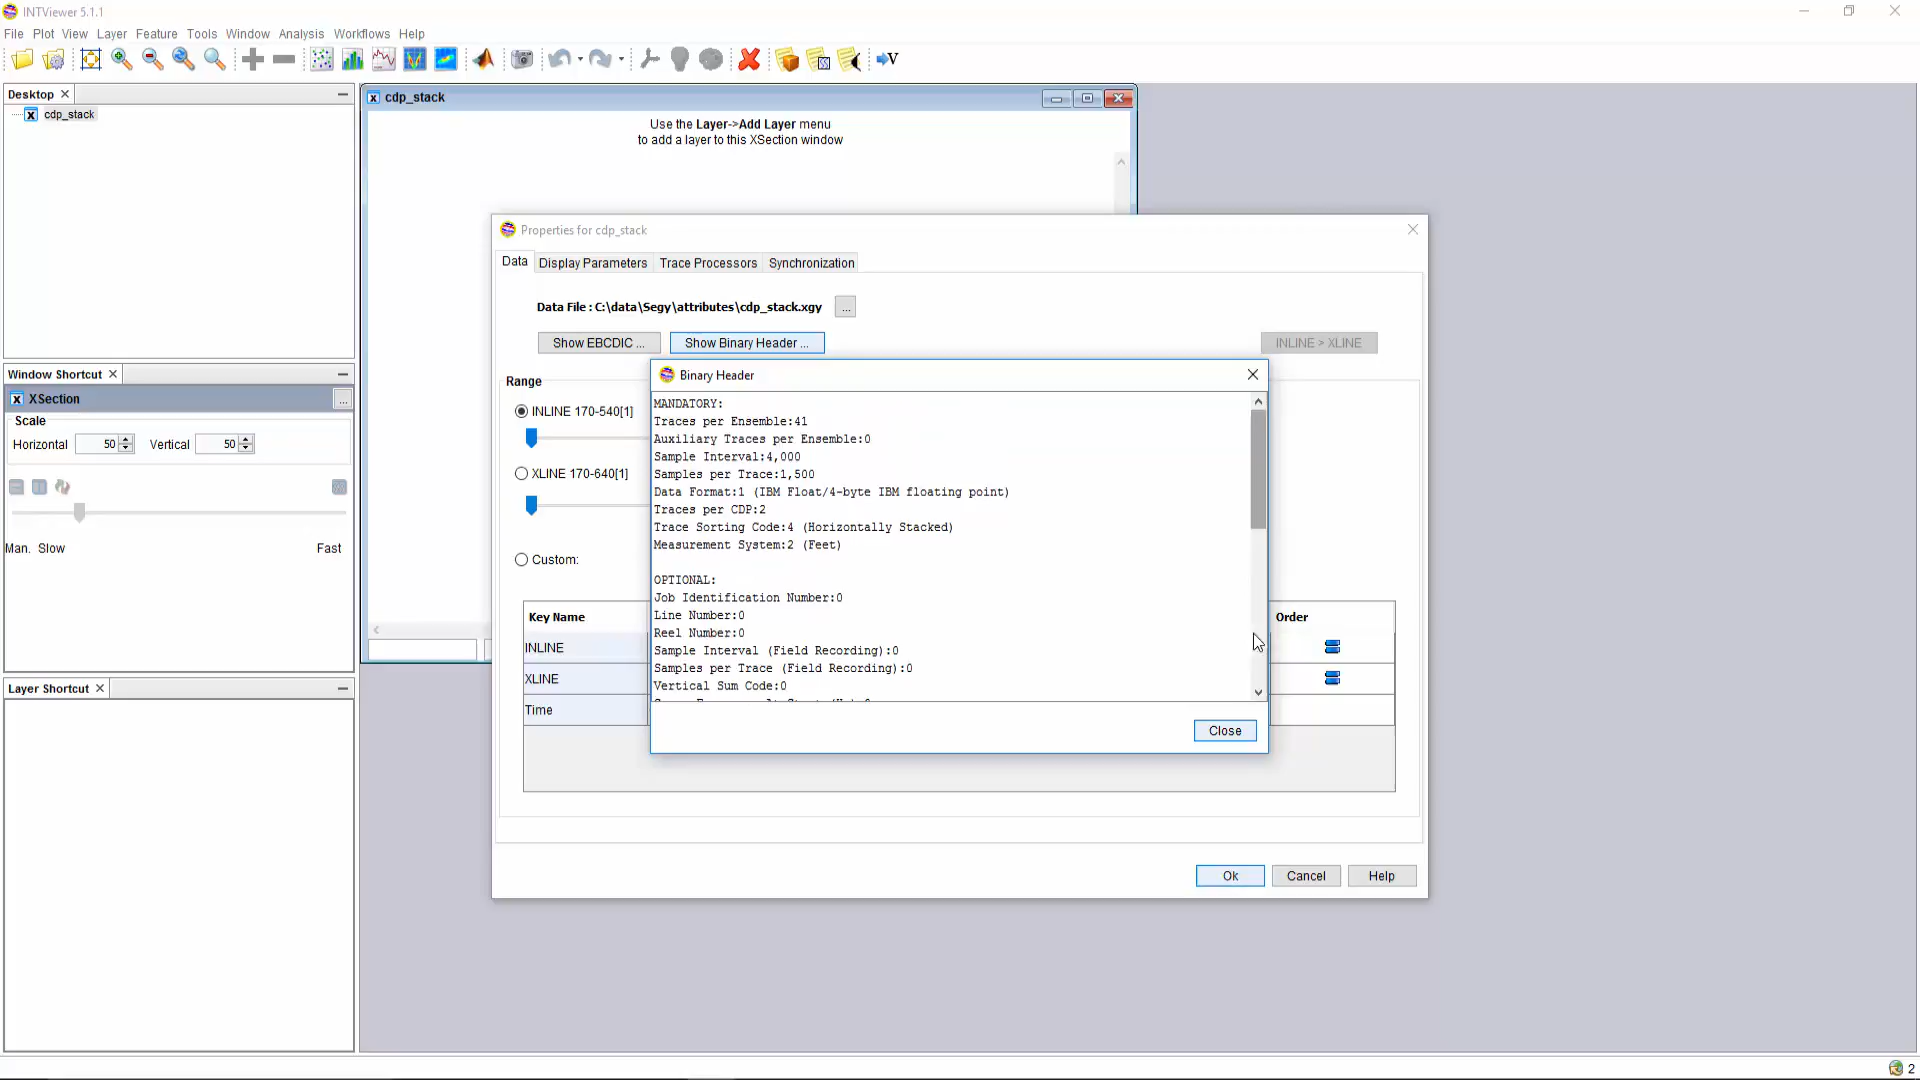 INTViewer 5.1.1
File Plot View Layer Feature Tools Window Analysis Workflows Help
V
Desktop
cdp_stack
Window Shortcut
XSection
...
Scale
Horizontal 50 Vertical 50
Man. Slow Fast
Layer Shortcut
cdp_stack
Use the Layer->Add Layer menu
to add a layer to this XSection window
Properties for cdp_stack
Data Display Parameters Trace Processors Synchronization
Data File : C:\data\Segy\attributes\cdp_stack.xgy ...
Show EBCDIC ... Show Binary Header ... INLINE > XLINE
Range
INLINE 170-540[1]
XLINE 170-640[1]
Custom:
Key Name Order
INLINE
XLINE
Time
Binary Header
MANDATORY:
Traces per Ensemble:41
Auxiliary Traces per Ensemble:0
Sample Interval:4,000
Samples per Trace:1,500
Data Format:1 (IBM Float/4-byte IBM floating point)
Traces per CDP:2
Trace Sorting Code:4 (Horizontally Stacked)
Measurement System:2 (Feet)
OPTIONAL:
Job Identification Number:0
Line Number:0
Reel Number:0
Sample Interval (Field Recording):0
Samples per Trace (Field Recording):0
Vertical Sum Code:0
Close
Ok Cancel Help
2